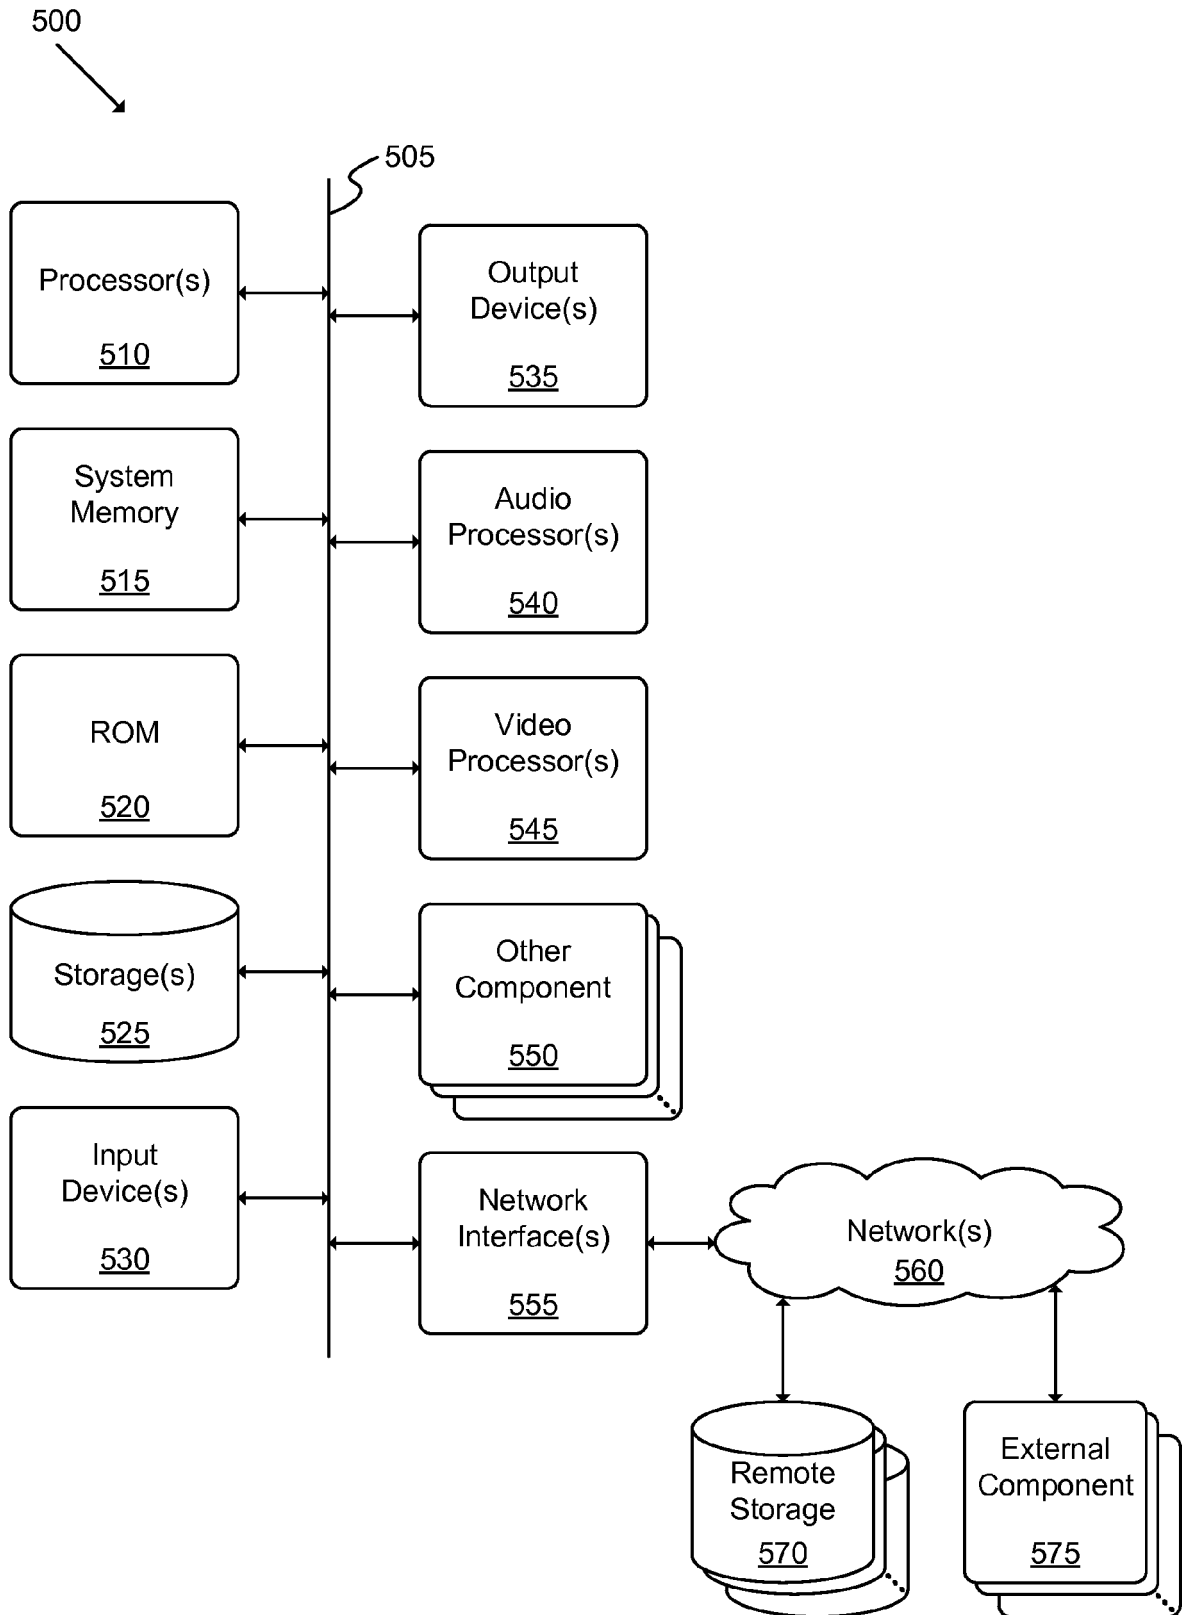 500
505
Processor(s)
510
Output
Device(s)
535
System
Memory
515
Audio
Processor(s)
540
ROM
520
Video
Processor(s)
545
Storage(s)
525
Other
Component
550
Input
Device(s)
530
Network
Interface(s)
555
Network(s)
560
Remote
Storage
570
External
Component
575